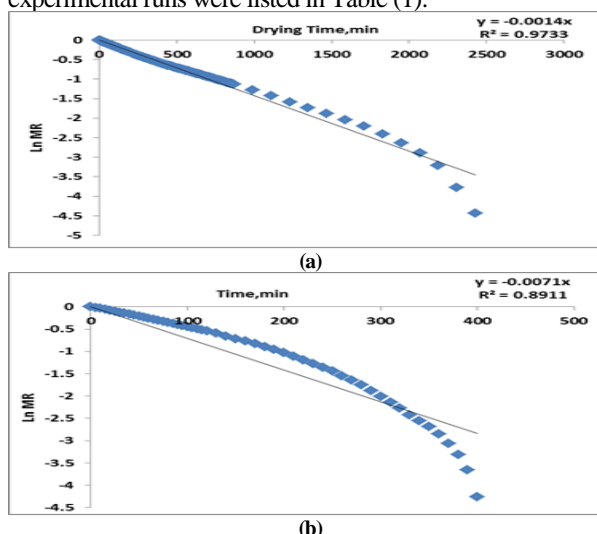 experimental runs were listed in Table (1).
Drying Time,min
y = -0.0014x
R² = 0.9733
0 500 1000 1500 2000 2500 3000
0
-0.5
-1
-1.5
-2
-2.5
-3
-3.5
-4
-4.5
-5
Ln MR
(a)
Time,min
y = -0.0071x
R² = 0.8911
0 100 200 300 400 500
0
-0.5
-1
-1.5
-2
-2.5
-3
-3.5
-4
-4.5
Ln MR
(b)